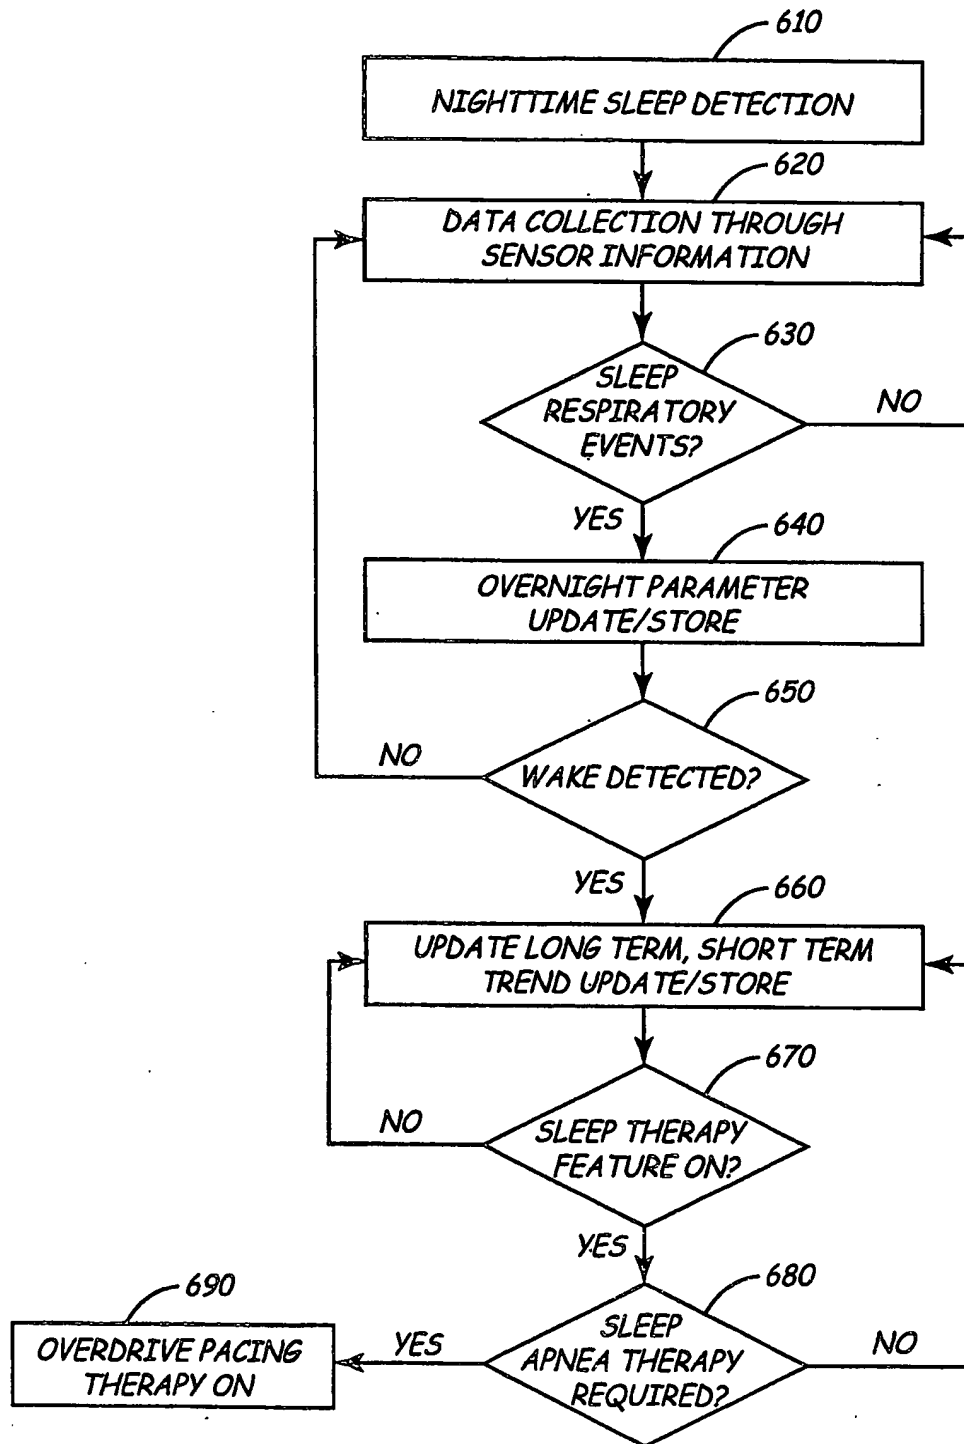 610
NIGHTTIME SLEEP DETECTION
620
DATA COLLECTION THROUGH
SENSOR INFORMATION
630
SLEEP
RESPIRATORY
EVENTS?
NO
YES
640
OVERNIGHT PARAMETER
UPDATE/STORE
650
NO
WAKE DETECTED?
YES
660
UPDATE LONG TERM, SHORT TERM
TREND UPDATE/STORE
670
NO
SLEEP THERAPY
FEATURE ON?
YES
680
690
SLEEP
APNEA THERAPY
REQUIRED?
NO
YES
OVERDRIVE PACING
THERAPY ON